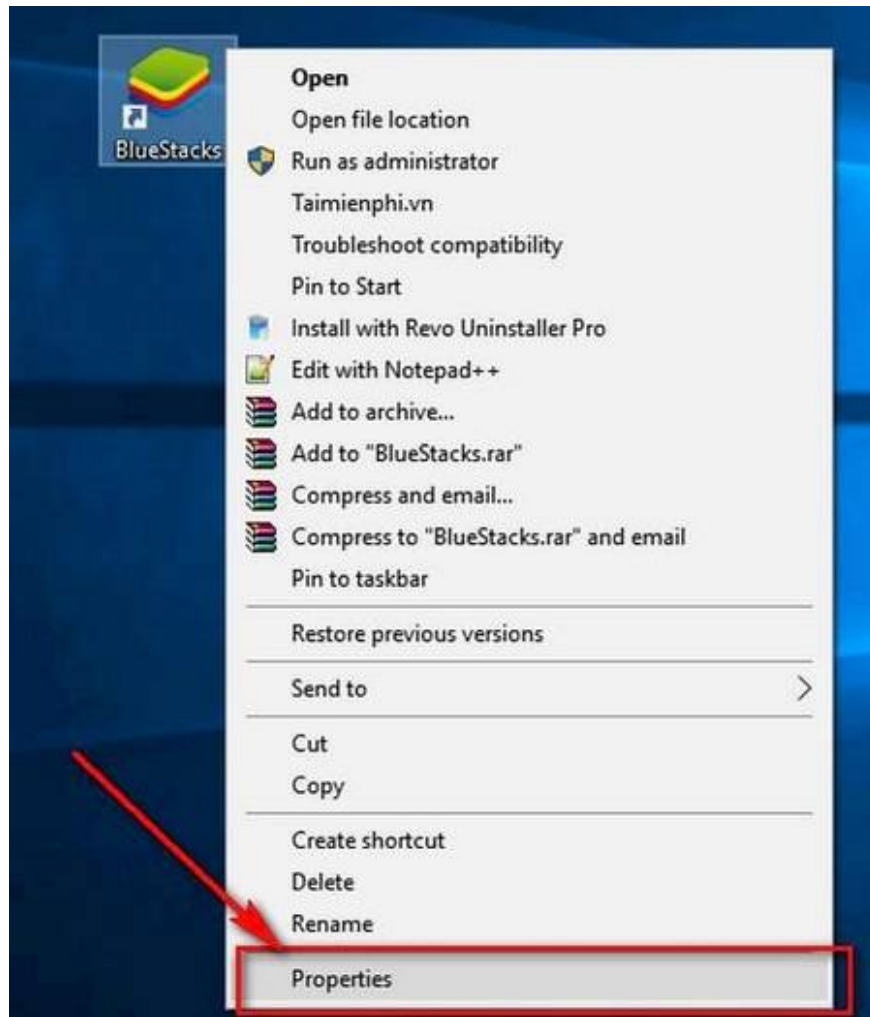 BlueStacks
Open
Open file location
Run as administrator
Taimienphi.vn
Troubleshoot compatibility
Pin to Start
Install with Revo Uninstaller Pro
Edit with Notepad++
Add to archive...
Add to "BlueStacks.rar"
Compress and email...
Compress to "BlueStacks.rar" and email
Pin to taskbar
Restore previous versions
Send to
Cut
Copy
Create shortcut
Delete
Rename
Properties